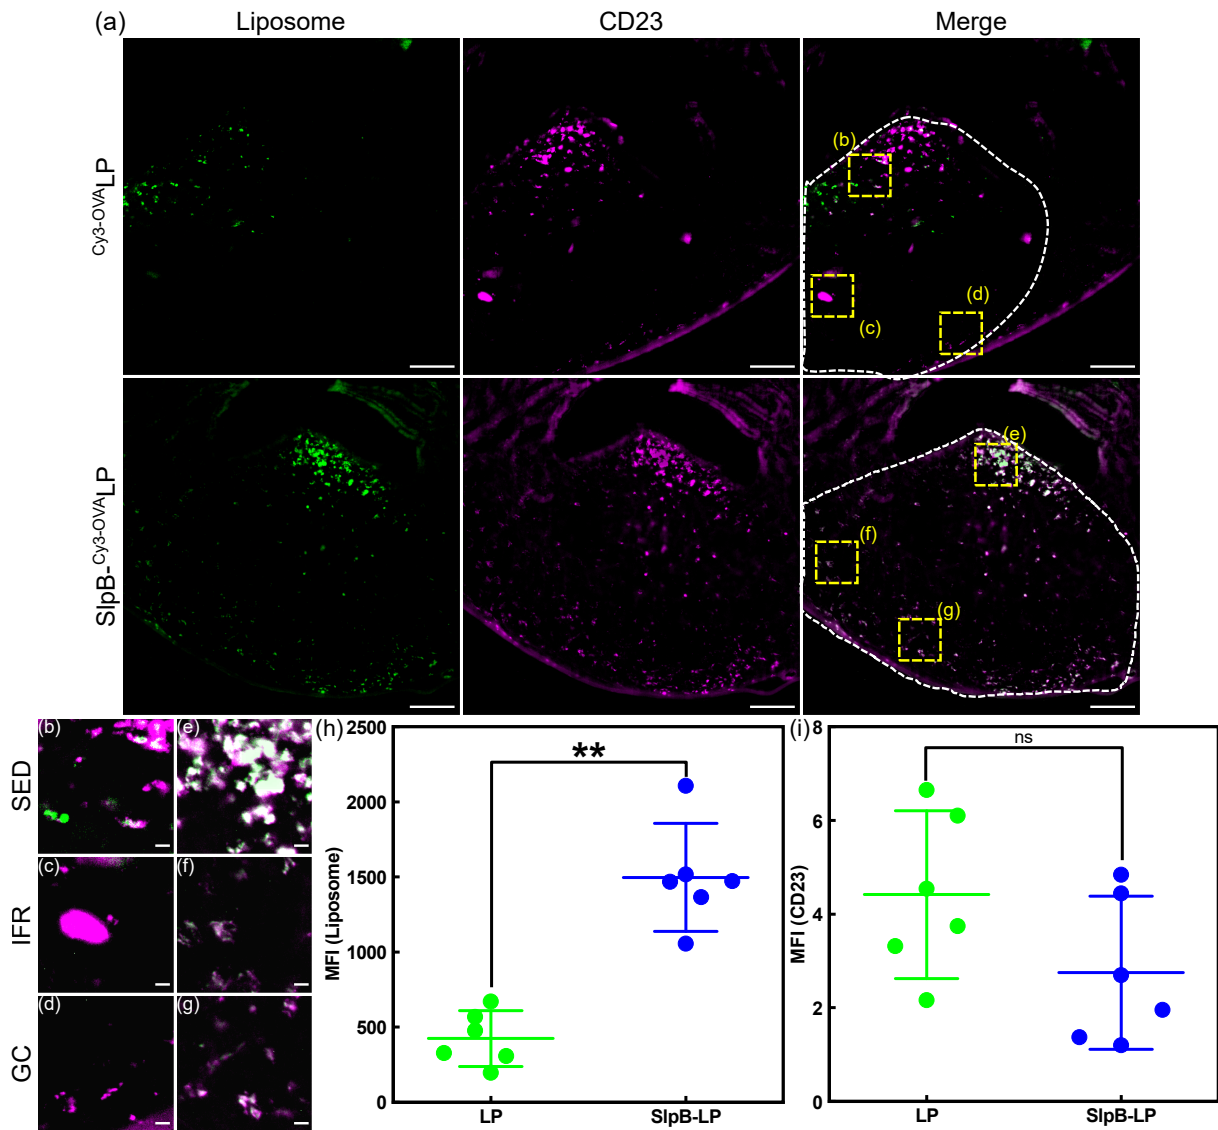 (a)
Liposome
CD23
Merge
Cy3-OVALP
(b)
(c)
(d)
SlpB-Cy3-OVALP
(e)
(f)
(g)
SED
(b)
(e)
IFR
(c)
(f)
GC
(d)
(g)
(h)
MFI (Liposome)
2500
2000
1500
1000
500
0
**
LP
SlpB-LP
(i)
MFI (CD23)
8
6
4
2
0
ns
LP
SlpB-LP